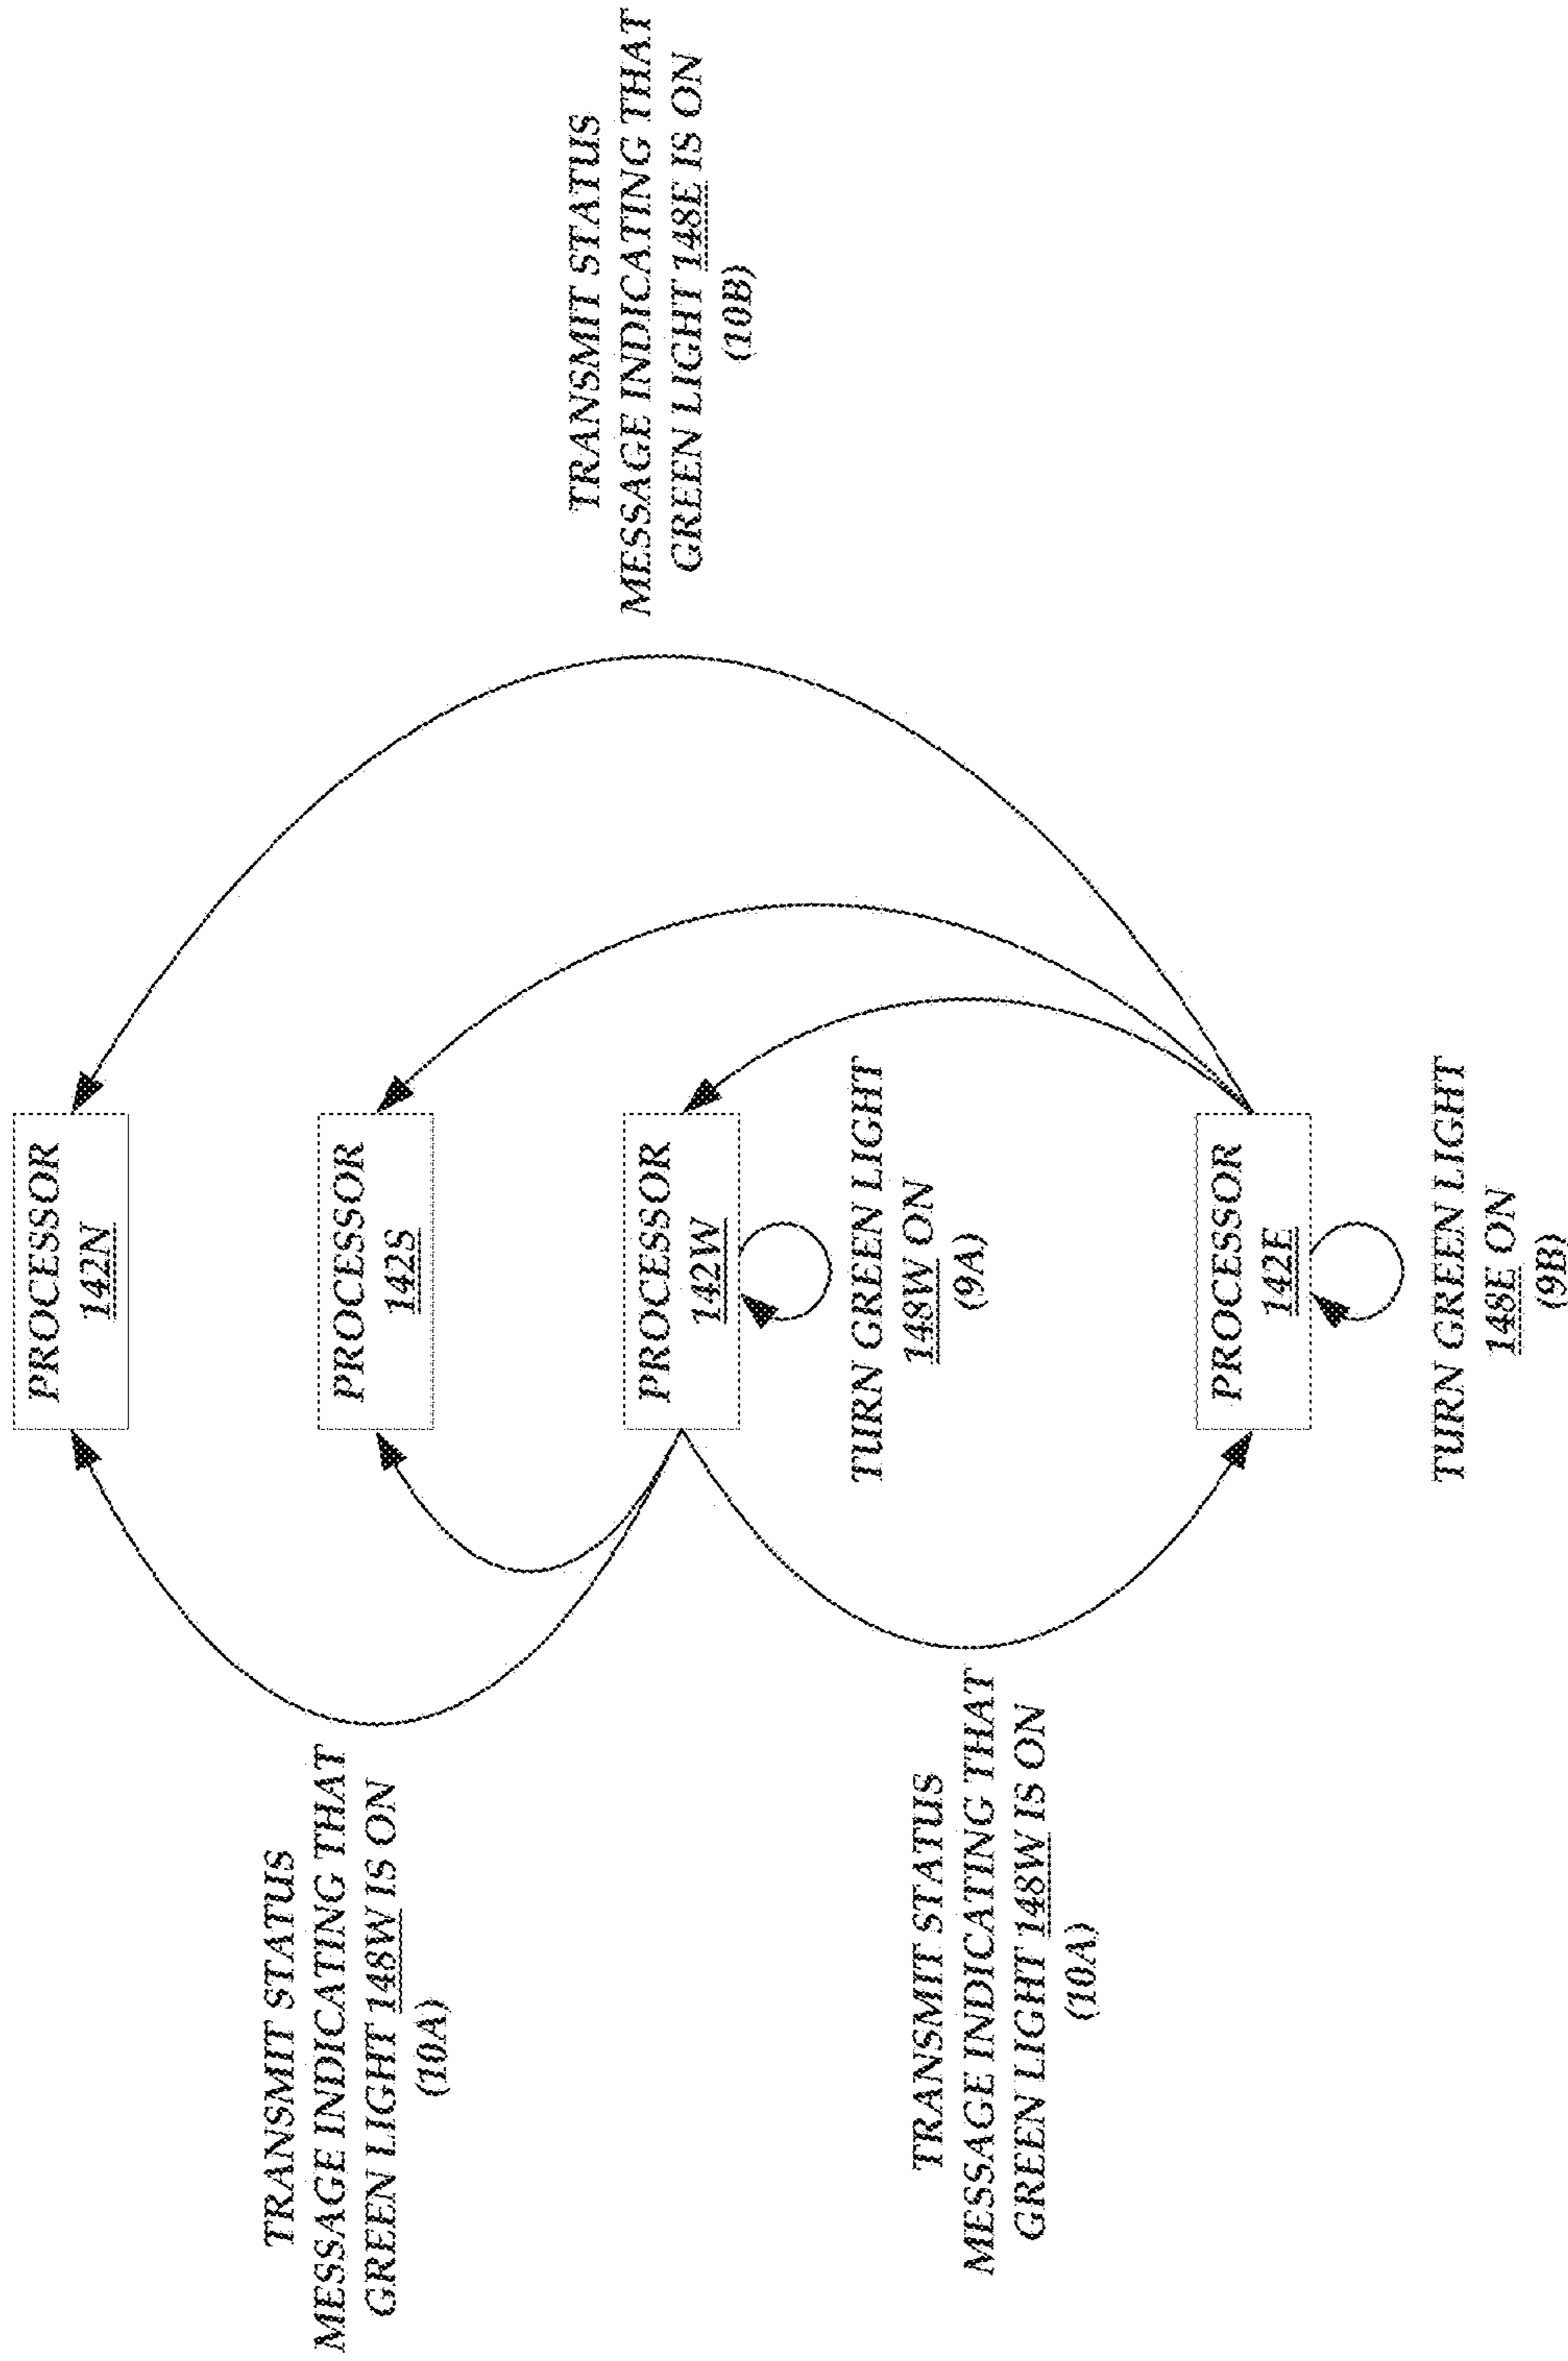 PROCESSOR
142N
PROCESSOR
142S
PROCESSOR
142W
TURN GREEN LIGHT
148W ON
(9A)
PROCESSOR
142E
TURN GREEN LIGHT
148E ON
(9B)
TRANSMIT STATUS
MESSAGE INDICATING THAT
GREEN LIGHT 148W IS ON
(10A)
TRANSMIT STATUS
MESSAGE INDICATING THAT
GREEN LIGHT 148W IS ON
(10A)
TRANSMIT STATUS
MESSAGE INDICATING THAT
GREEN LIGHT 148E IS ON
(10B)